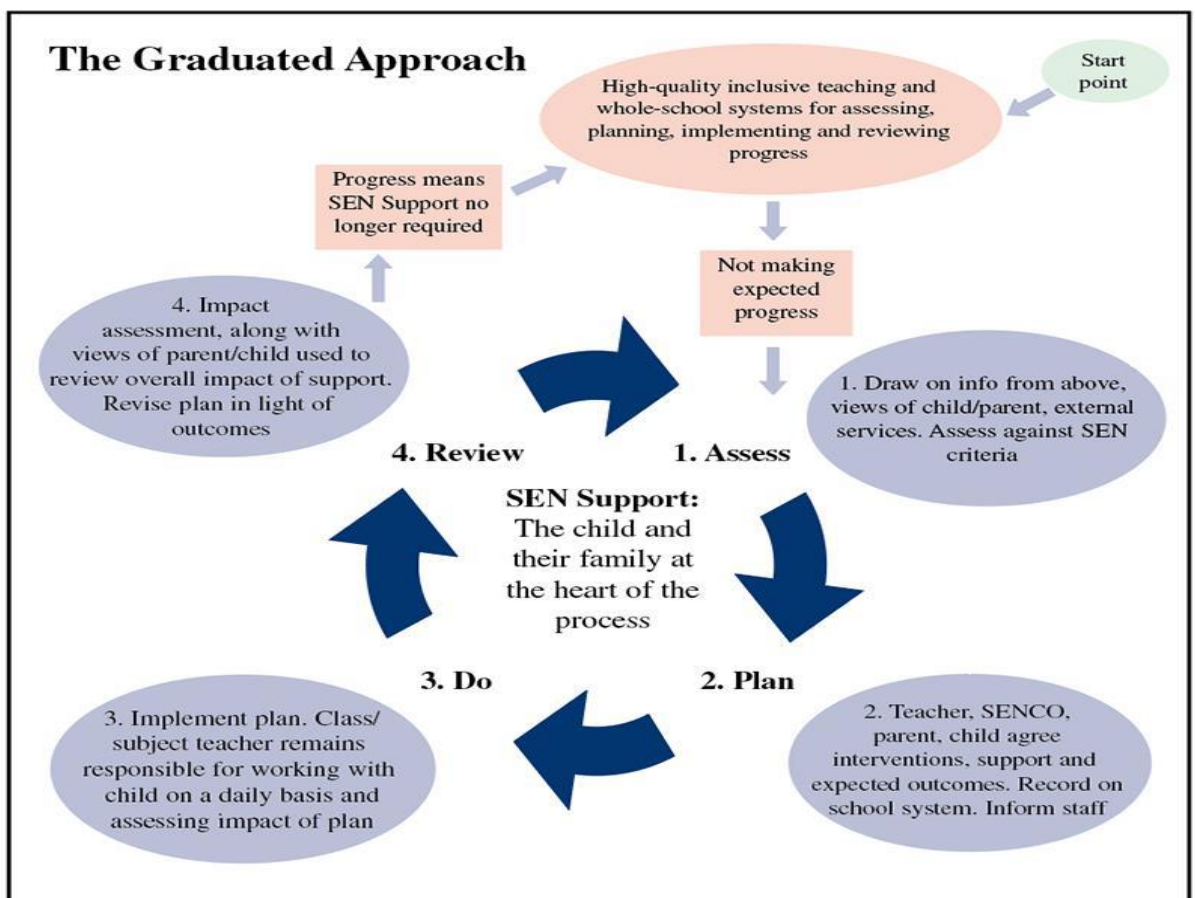 The Graduated Approach
Start
point
High-quality inclusive teaching and
whole-school systems for assessing,
planning, implementing and reviewing
progress
Progress means
SEN Support no
longer required
Not making
expected
progress
4. Impact
assessment, along with
views of parent/child used to
review overall impact of support.
Revise plan in light of
outcomes
1. Draw on info from above,
views of child/parent, external
services. Assess against SEN
criteria
4. Review
1. Assess
SEN Support:
The child and
their family at
the heart of the
process
3. Do
2. Plan
3. Implement plan. Class/
subject teacher remains
responsible for working with
child on a daily basis and
assessing impact of plan
2. Teacher, SENCO,
parent, child agree
interventions, support and
expected outcomes. Record on
school system. Inform staff